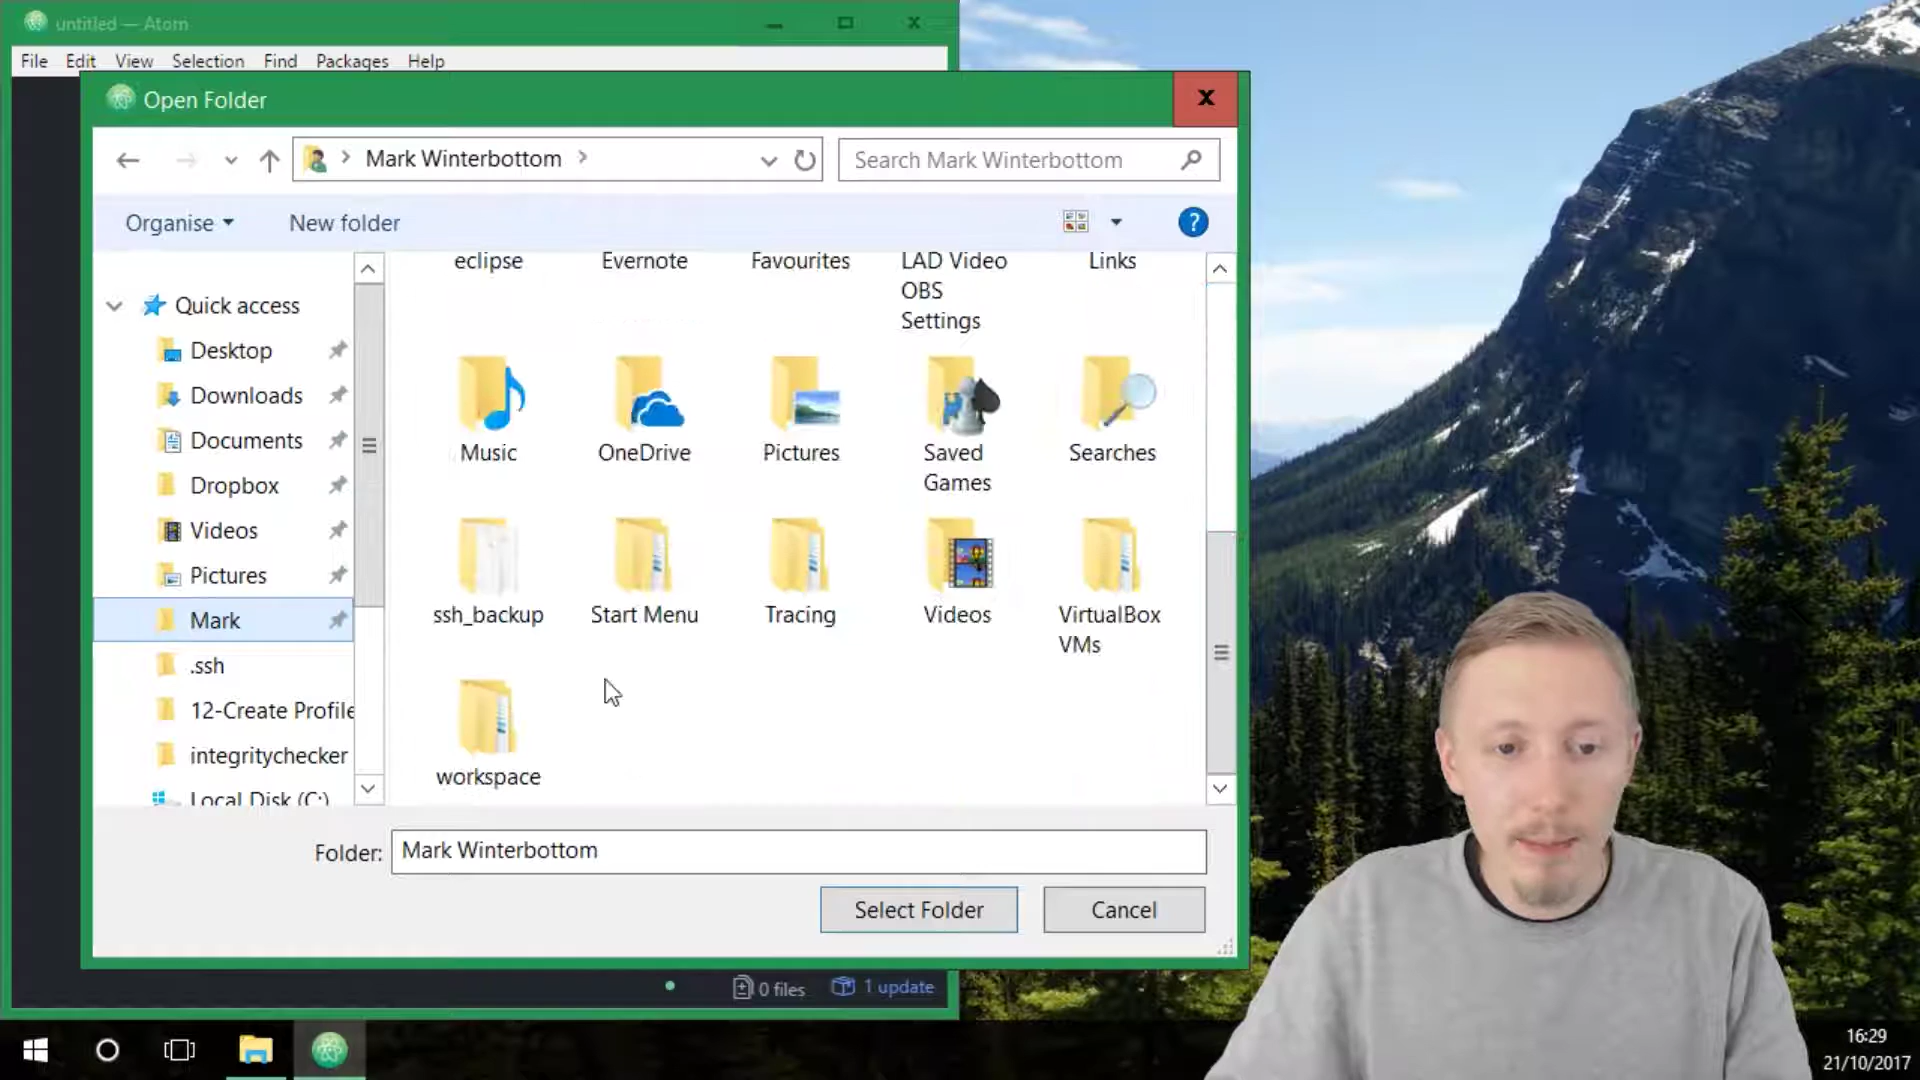 untitled — Atom
File Edit View Selection Find Packages Help
Open Folder
Mark Winterbottom
Search Mark Winterbottom
Organise
New folder
Quick access
Desktop
Downloads
Documents
Dropbox
Videos
Pictures
Mark
.ssh
12-Create Profile
integritychecker
Local Disk (C:)
eclipse
Evernote
Favourites
LAD Video
OBS
Settings
Links
Music
OneDrive
Pictures
Saved
Games
Searches
ssh_backup
Start Menu
Tracing
Videos
VirtualBox
VMs
workspace
Folder: Mark Winterbottom
Select Folder
Cancel
0 files
1 update
16:29
21/10/2017